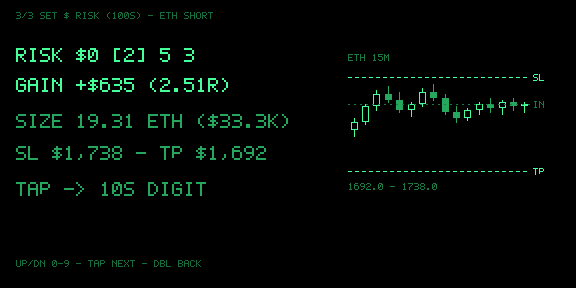 3/3 SET $ RISK (100S) - ETH SHORT
RISK $0 [2] 5 3
GAIN +$635 (2.51R)
SIZE 19.31 ETH ($33.3K)
SL $1,738 - TP $1,692
TAP -> 10S DIGIT
UP/DN 0-9 - TAP NEXT - DBL BACK
ETH 15M
SL
IN
TP
1692.0 - 1738.0